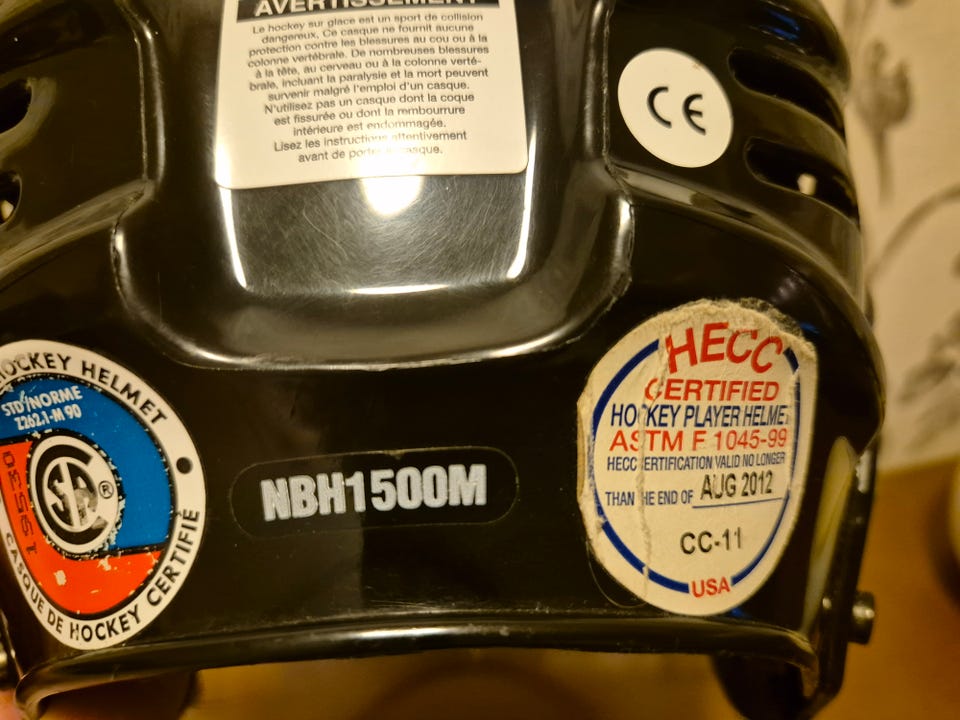 AVERTISSEMENT
Le hockey sur glace est un sport de collision
dangereux. Ce casque ne fournit aucune
protection contre les blessures au cou ou à la
colonne vertébrale. De nombreuses blessures
à la tête, au cerveau ou à la colonne verté-
brale, incluant la paralysie et la mort peuvent
survenir malgré l'emploi d'un casque.
N'utilisez pas un casque dont la coque
est fissurée ou dont la rembourrure
intérieure est endommagée.
Lisez les instructions attentivement
avant de porter casque.
CE
HOCKEY HELMET
STD/NORME
Z262.1-M 90
CSA ®
19530
CASQUE DE HOCKEY CERTIFIÉ
NBH1500M
HECC
CERTIFIED
HOCKEY PLAYER HELMET
ASTM F 1045-99
HECC CERTIFICATION VALID NO LONGER
THAN THE END OF AUG 2012
CC-11
USA